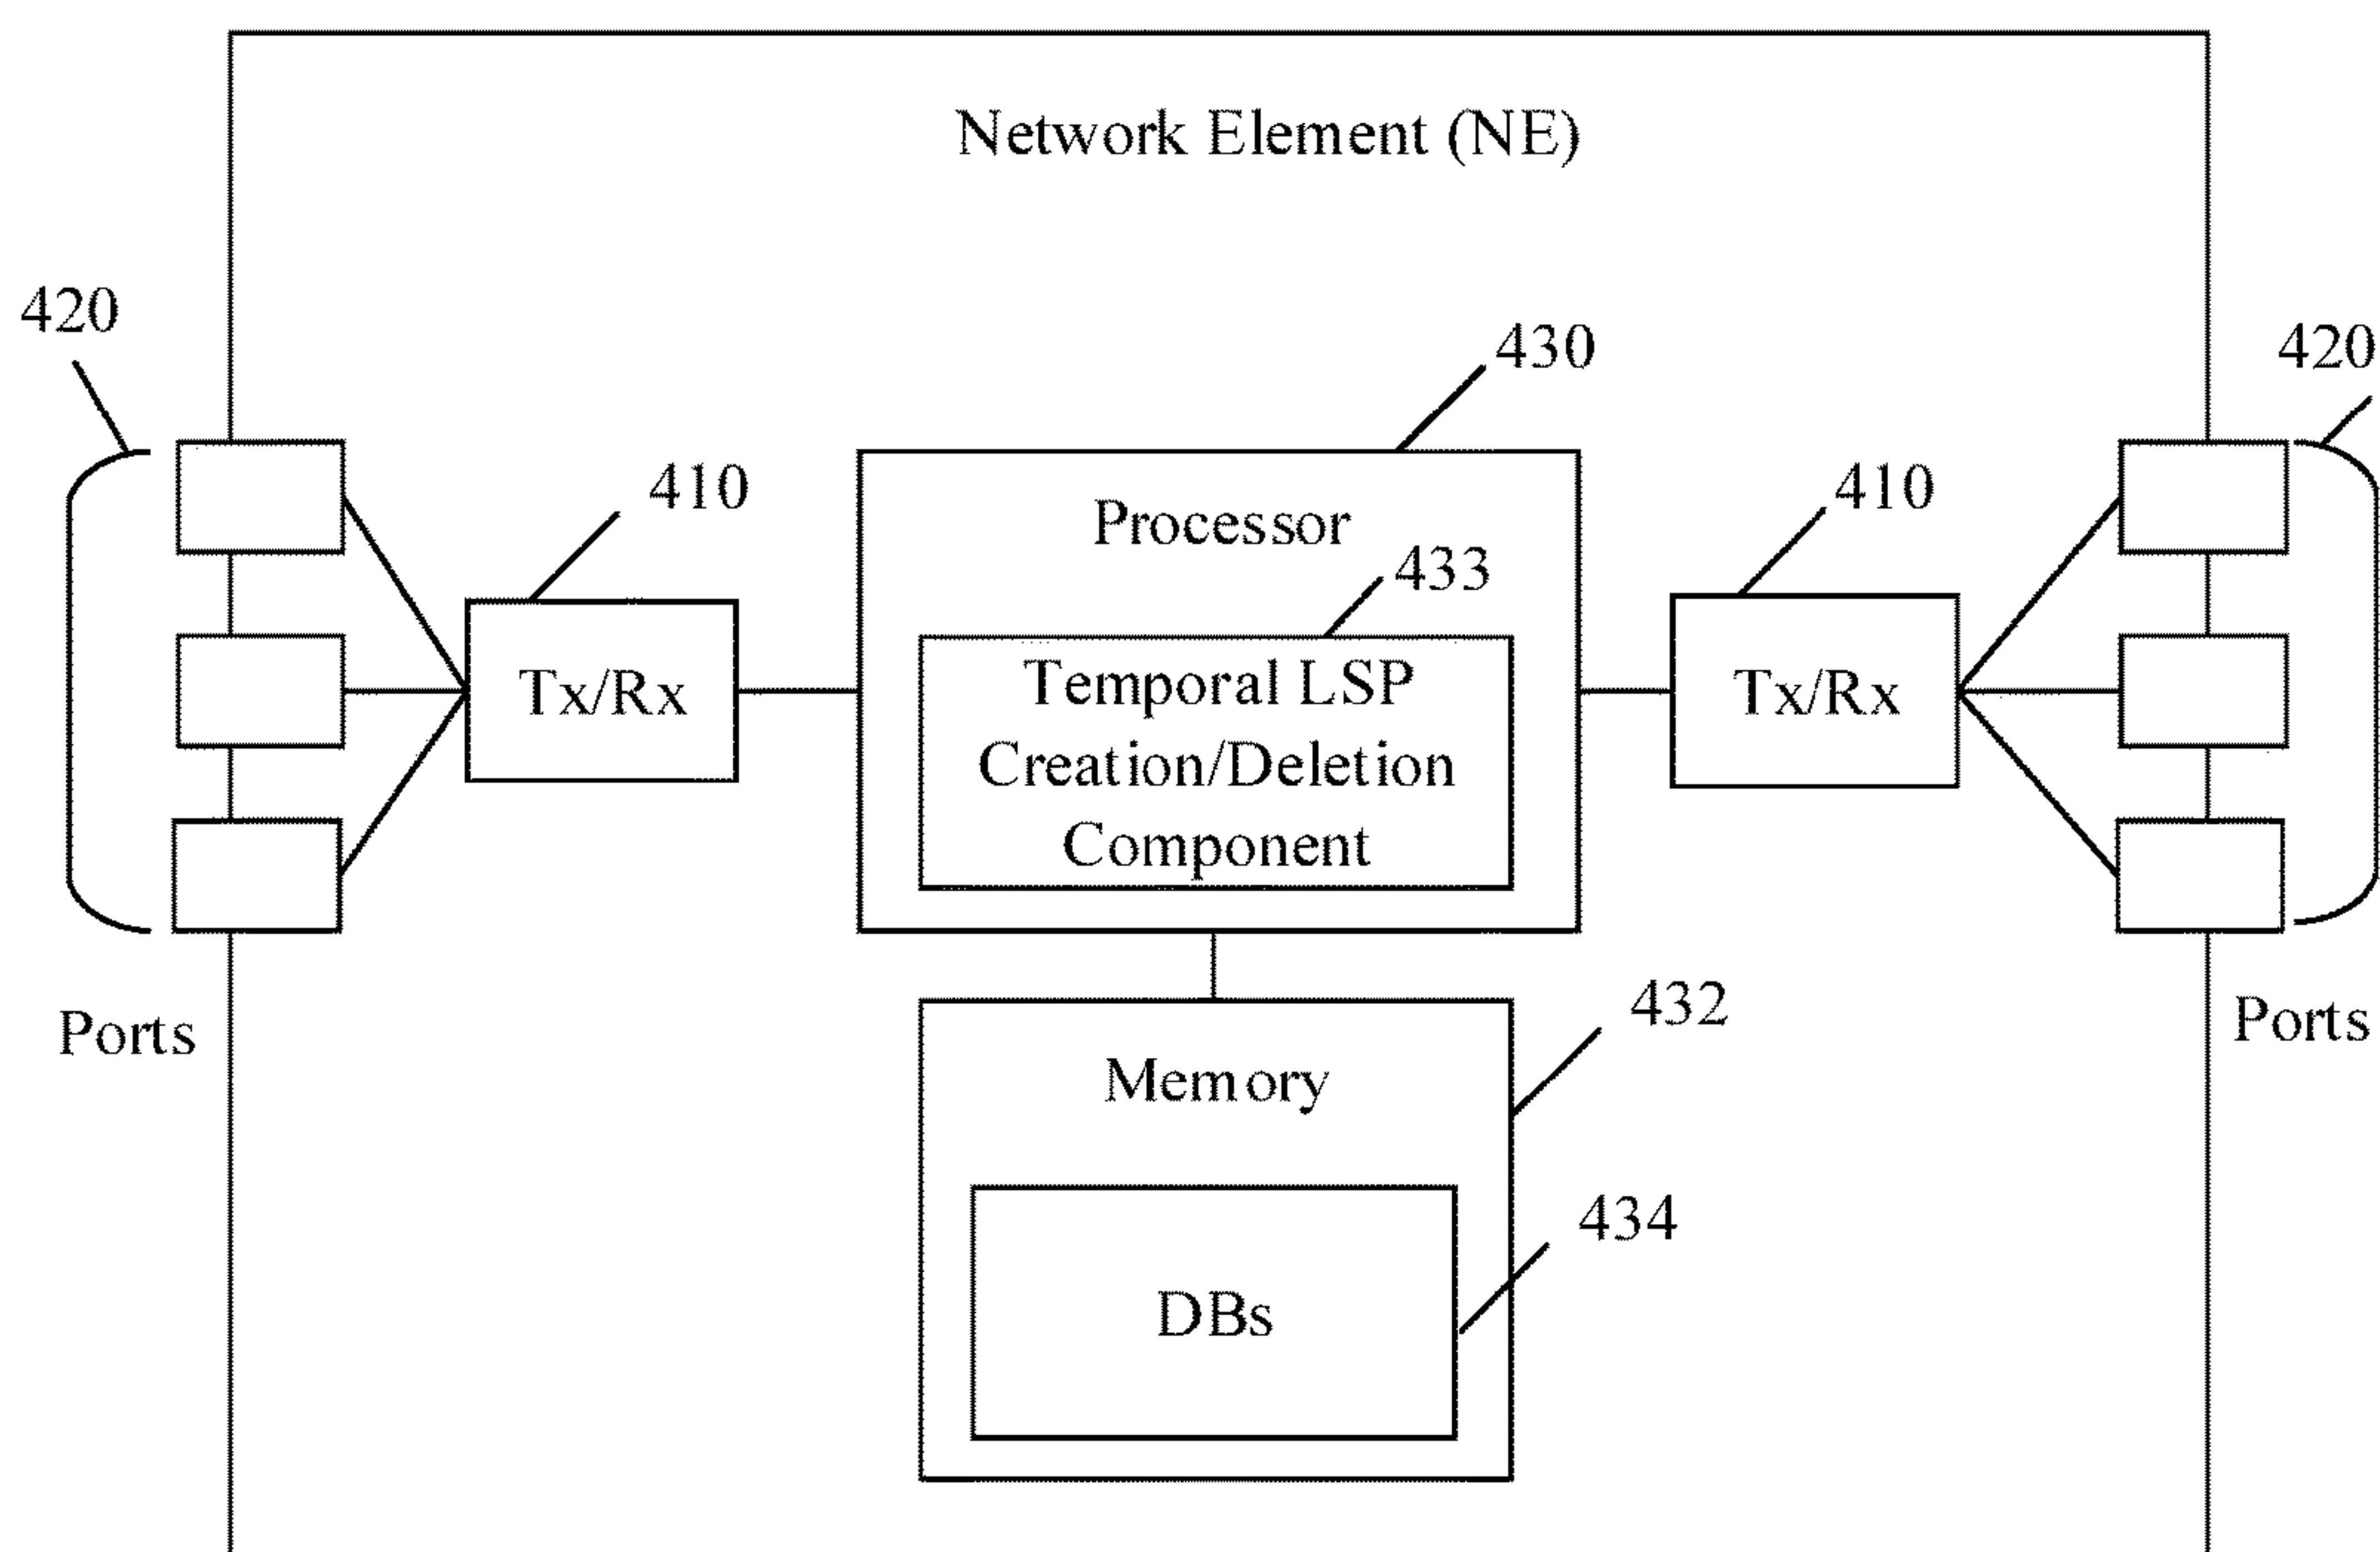 Network Element (NE)
420
430
420
410
410
Processor
433
Temporal LSP
Creation/Deletion
Component
Tx/Rx
Tx/Rx
432
Ports
Ports
Memory
434
DBs